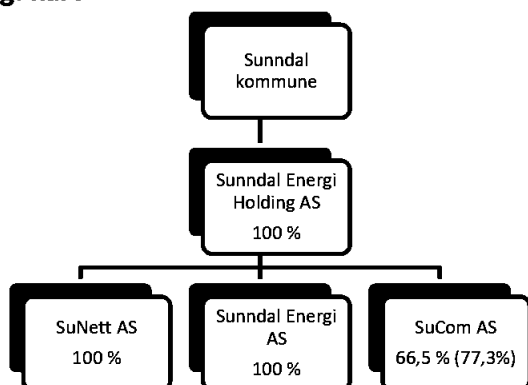 Sunndal
kommune
Sunndal Energi
Holding AS
100 %
SuNett AS
100 %
Sunndal Energi
AS
100 %
SuCom AS
66,5 % (77,3%)